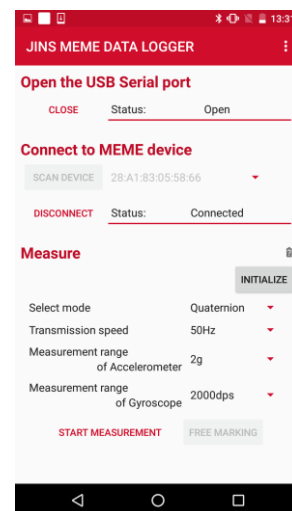 13:31
JINS MEME DATA LOGGER
Open the USB Serial port
CLOSE Status: Open
Connect to MEME device
SCAN DEVICE 28:A1:83:05:58:66
DISCONNECT Status: Connected
Measure
INITIALIZE
Select mode Quaternion
Transmission speed 50Hz
Measurement range
of Accelerometer 2g
Measurement range
of Gyroscope 2000dps
START MEASUREMENT FREE MARKING